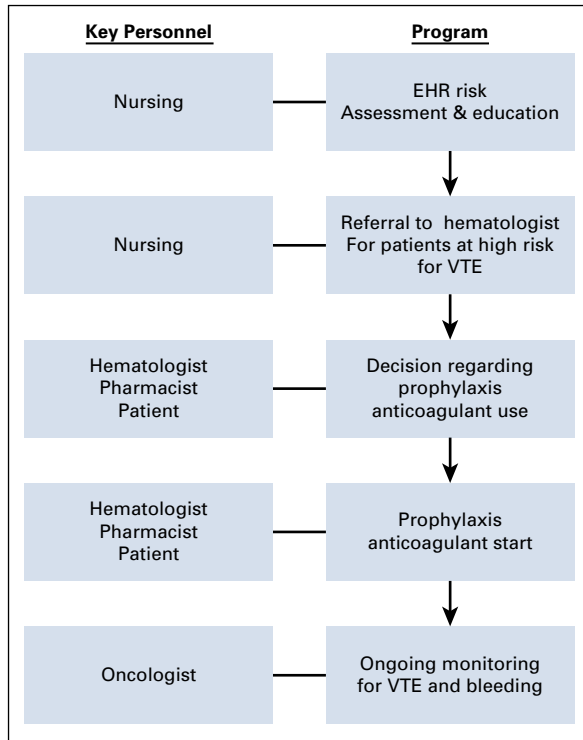 Key Personnel
Program
Nursing
EHR risk
Assessment & education
Nursing
Referral to hematologist
For patients at high risk
for VTE
Hematologist
Pharmacist
Patient
Decision regarding
prophylaxis
anticoagulant use
Hematologist
Pharmacist
Patient
Prophylaxis
anticoagulant start
Oncologist
Ongoing monitoring
for VTE and bleeding